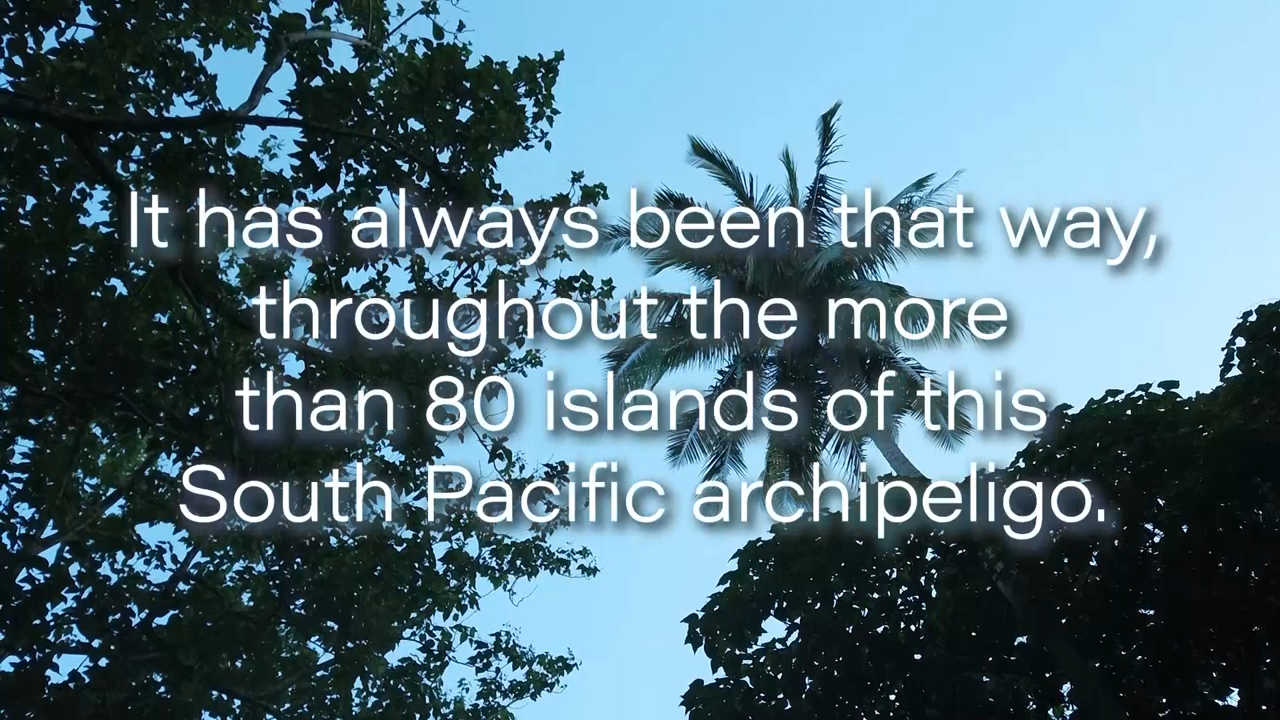 It has always been that way,
throughout the more
than 80 islands of this
South Pacific archipeligo.